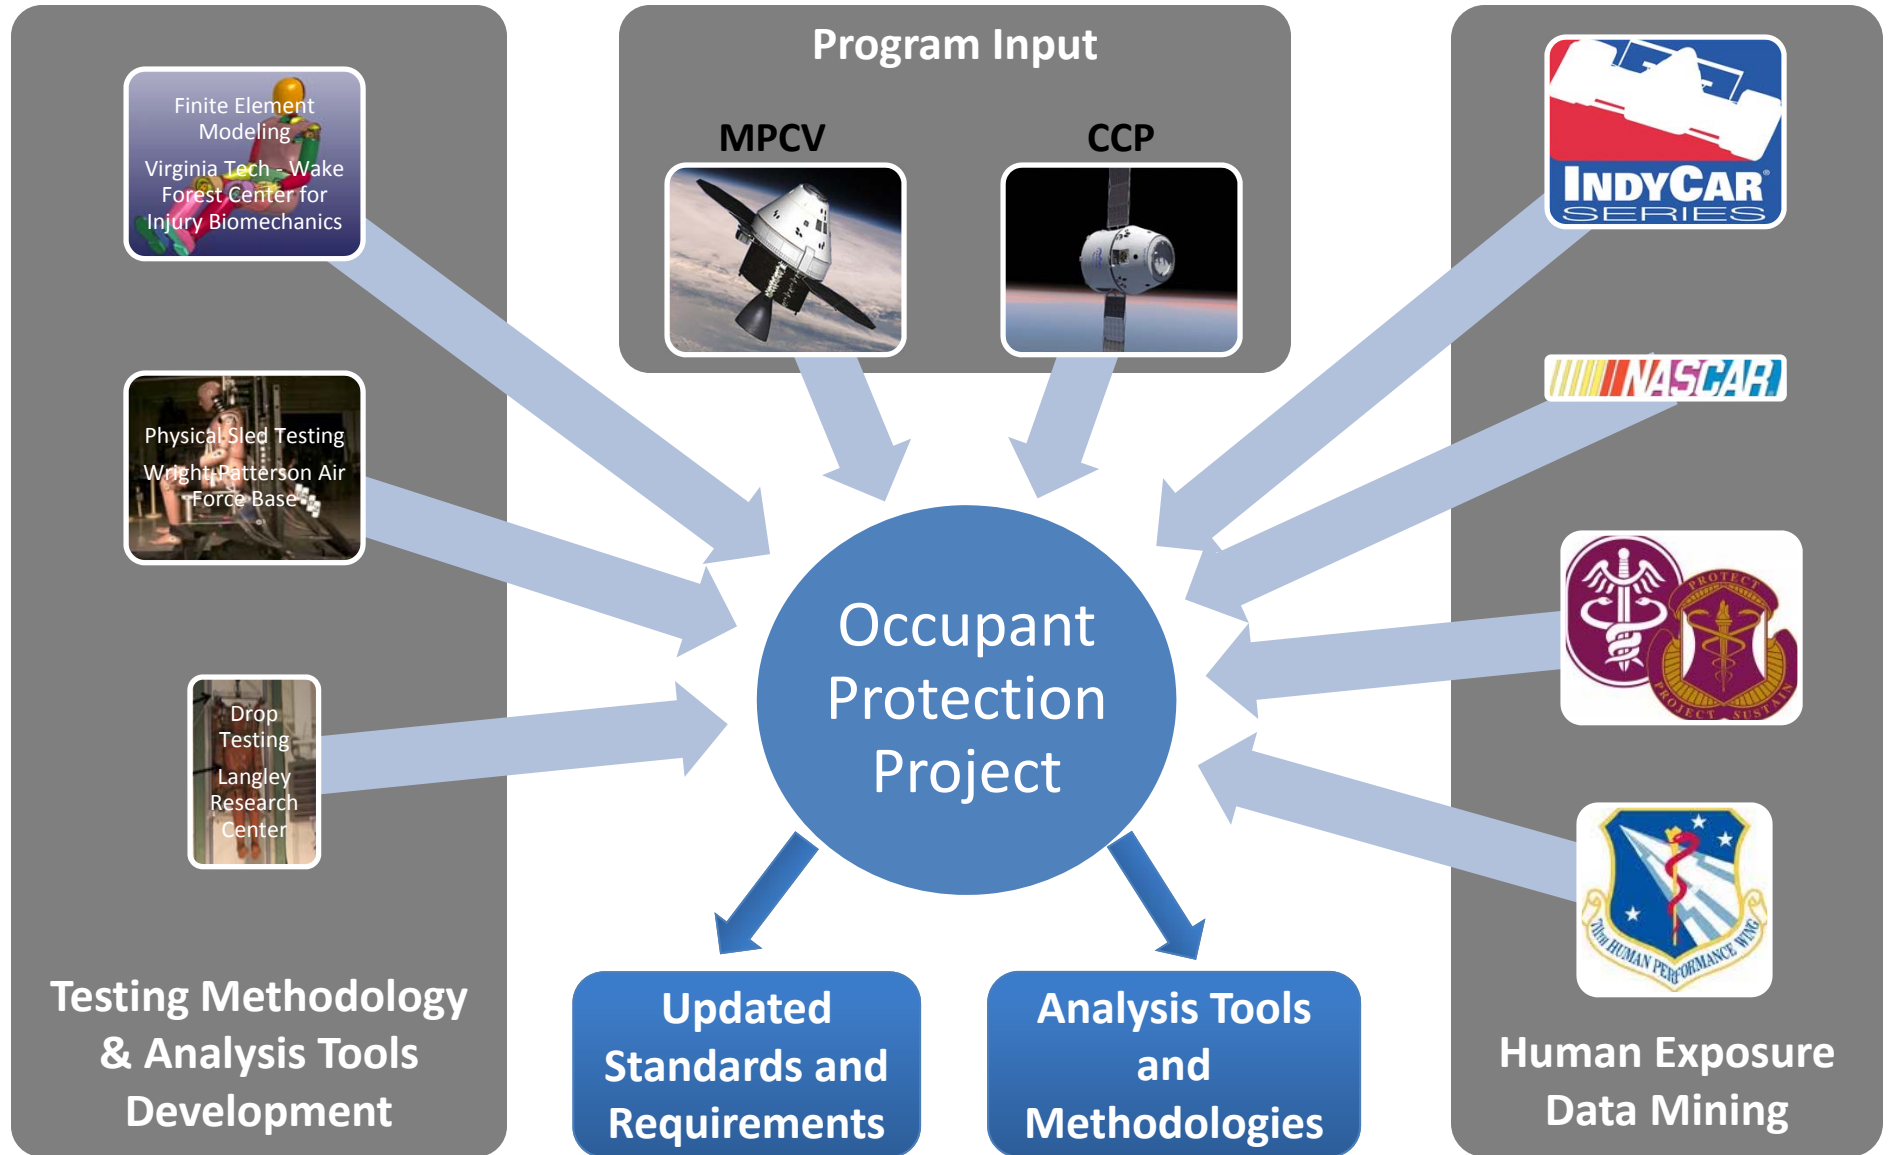 Finite Element
Modeling
Virginia Tech - Wake
Forest Center for
Injury Biomechanics
Physical Sled Testing
Wright-Patterson Air
Force Base
Drop
Testing
Langley
Research
Center
Testing Methodology
& Analysis Tools
Development
Program Input
MPCV
CCP
Occupant
Protection
Project
Updated
Standards and
Requirements
Analysis Tools
and
Methodologies
INDYCAR®
SERIES
NASCAR
PROTECT
PROJECT SUSTAIN
711TH HUMAN PERFORMANCE WING
Human Exposure
Data Mining